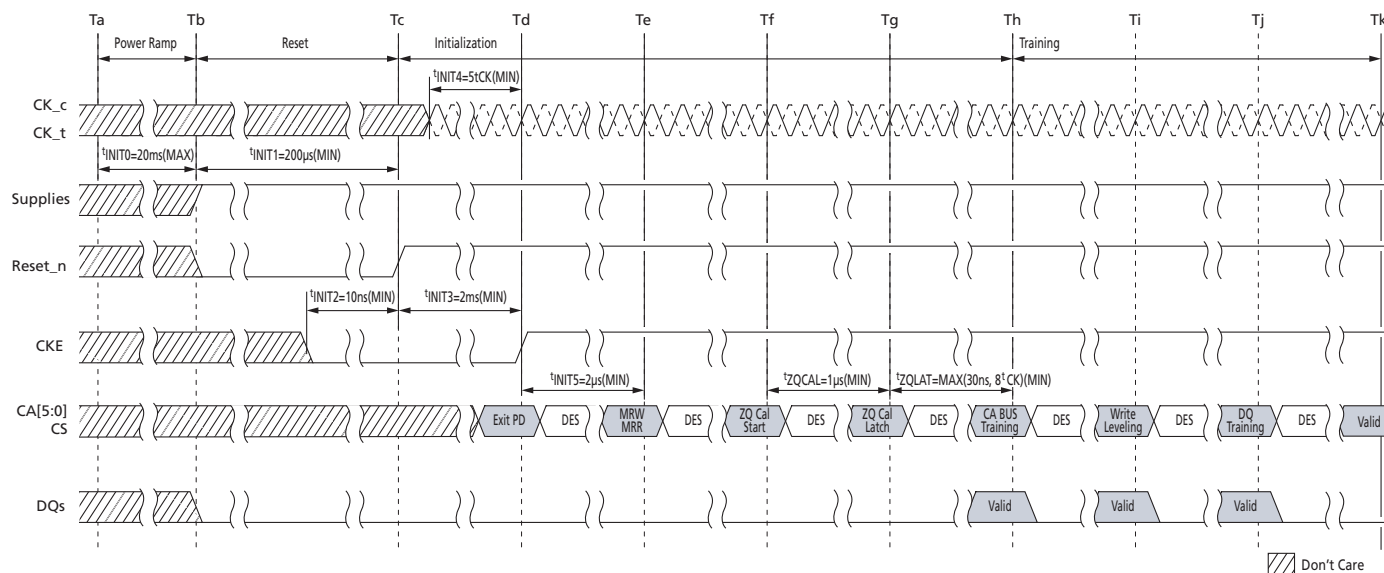 Ta Tb Tc Td Te Tf Tg Th Ti Tj Tk
Power Ramp Reset Initialization Training
tINIT4=5tCK(MIN)
CK_c
CK_t
tINIT0=20ms(MAX) tINIT1=200μs(MIN)
Supplies
Reset_n
tINIT2=10ns(MIN) tINIT3=2ms(MIN)
CKE
tINIT5=2μs(MIN) tZQCAL=1μs(MIN) tZQLAT=MAX(30ns, 8tCK)(MIN)
CA[5:0]
CS
Exit PD DES
MRW
MRR
DES
ZQ Cal
Start
DES
ZQ Cal
Latch
DES
CA BUS
Training
DES
Write
Leveling
DES
DQ
Training
DES Valid
DQs Valid Valid Valid
Don't Care